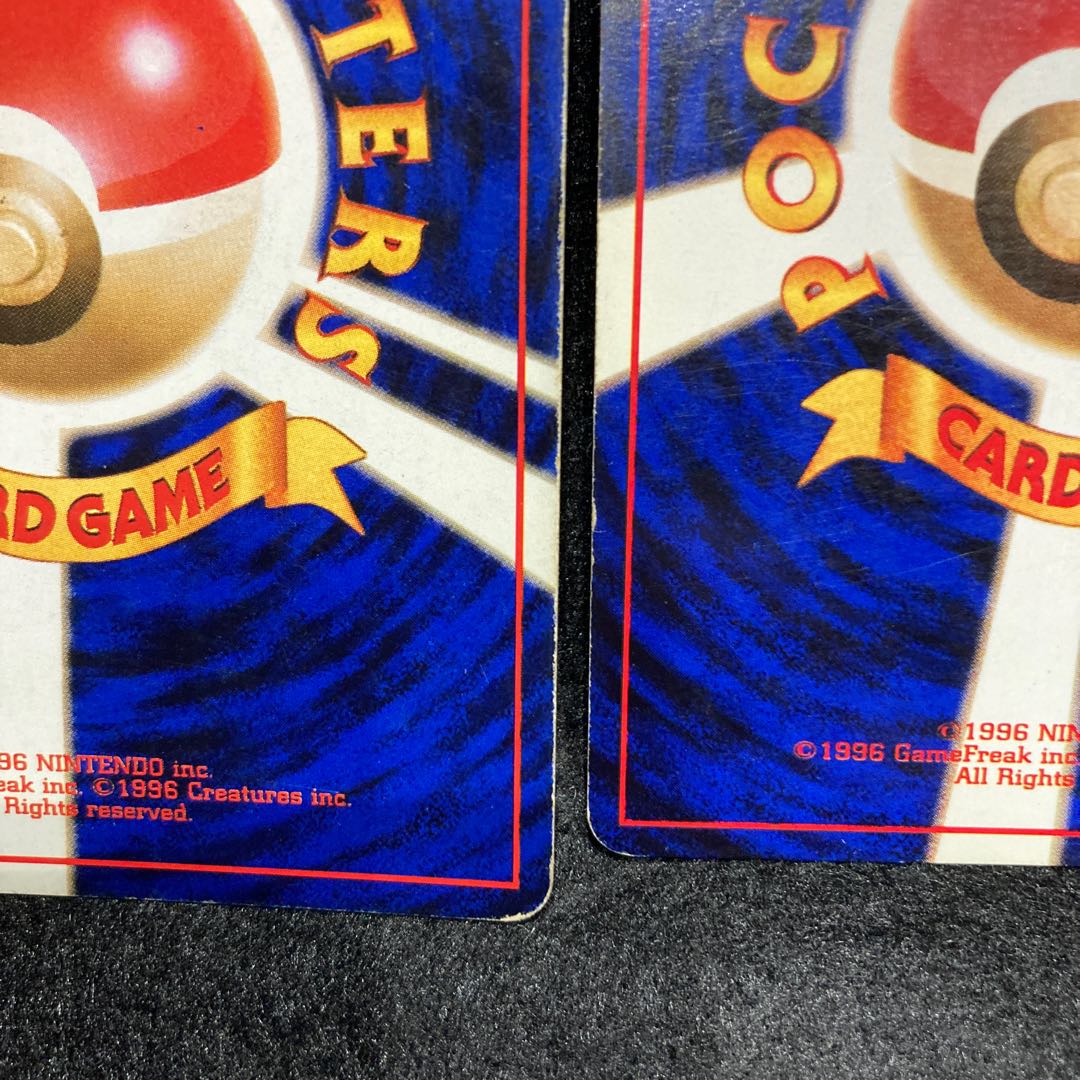 TERS
RD GAME
96 NINTENDO inc.
eak inc. ©1996 Creatures inc.
Rights reserved.
POC
CARD
©1996 NIN
©1996 GameFreak inc
All Rights